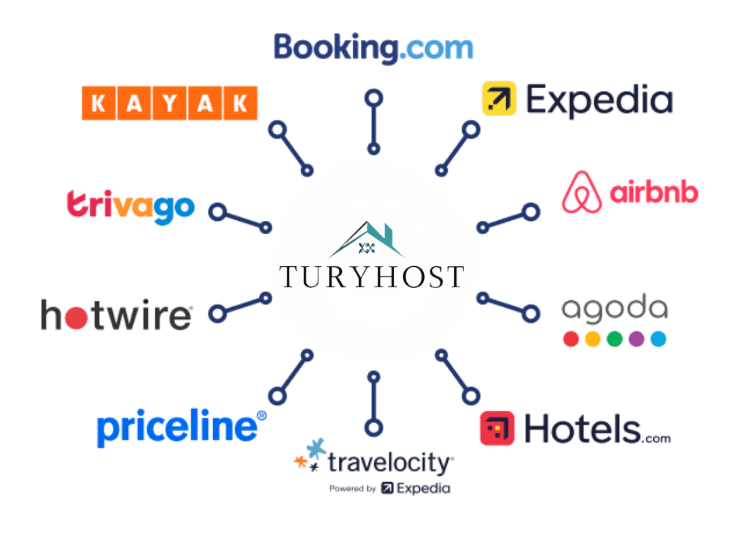 Booking.com
KAYAK
Expedia
trivago
airbnb
TURYHOST
hotwire®
agoda
priceline®
Hotels.com
travelocity®
Powered by Expedia